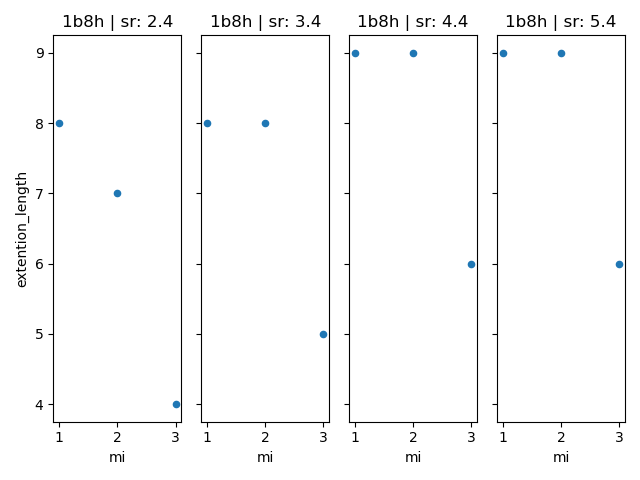 1b8h | sr: 2.4
1b8h | sr: 3.4
1b8h | sr: 4.4
1b8h | sr: 5.4
extention_length
9
8
7
6
5
4
1 2 3
1 2 3
1 2 3
1 2 3
mi
mi
mi
mi